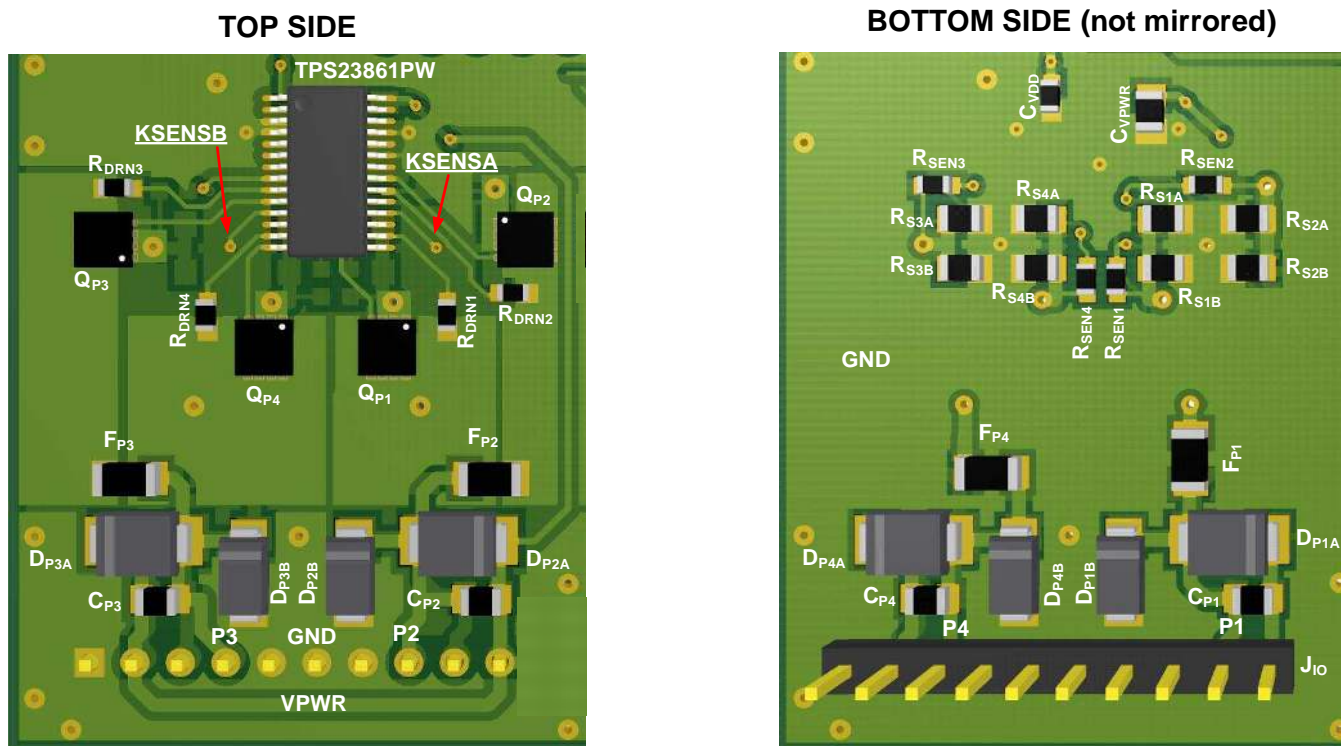 TOP SIDE
TPS23861PW
KSENSB
KSENSA
RDRN3
QP2
QP3
RDRN4
RDRN1
RDRN2
QP4
QP1
FP3
FP2
DP3A
DP3B
DP2B
DP2A
CP3
CP2
P3
GND
P2
VPWR
BOTTOM SIDE (not mirrored)
CVDD
CVPWR
RSEN3
RSEN2
RS4A
RS1A
RS3A
RS2A
RS3B
RS2B
RS4B
RS1B
RSEN4
RSEN1
GND
FP4
FP1
DP4A
DP4B
DP1B
DP1A
CP4
CP1
P4
P1
JIO